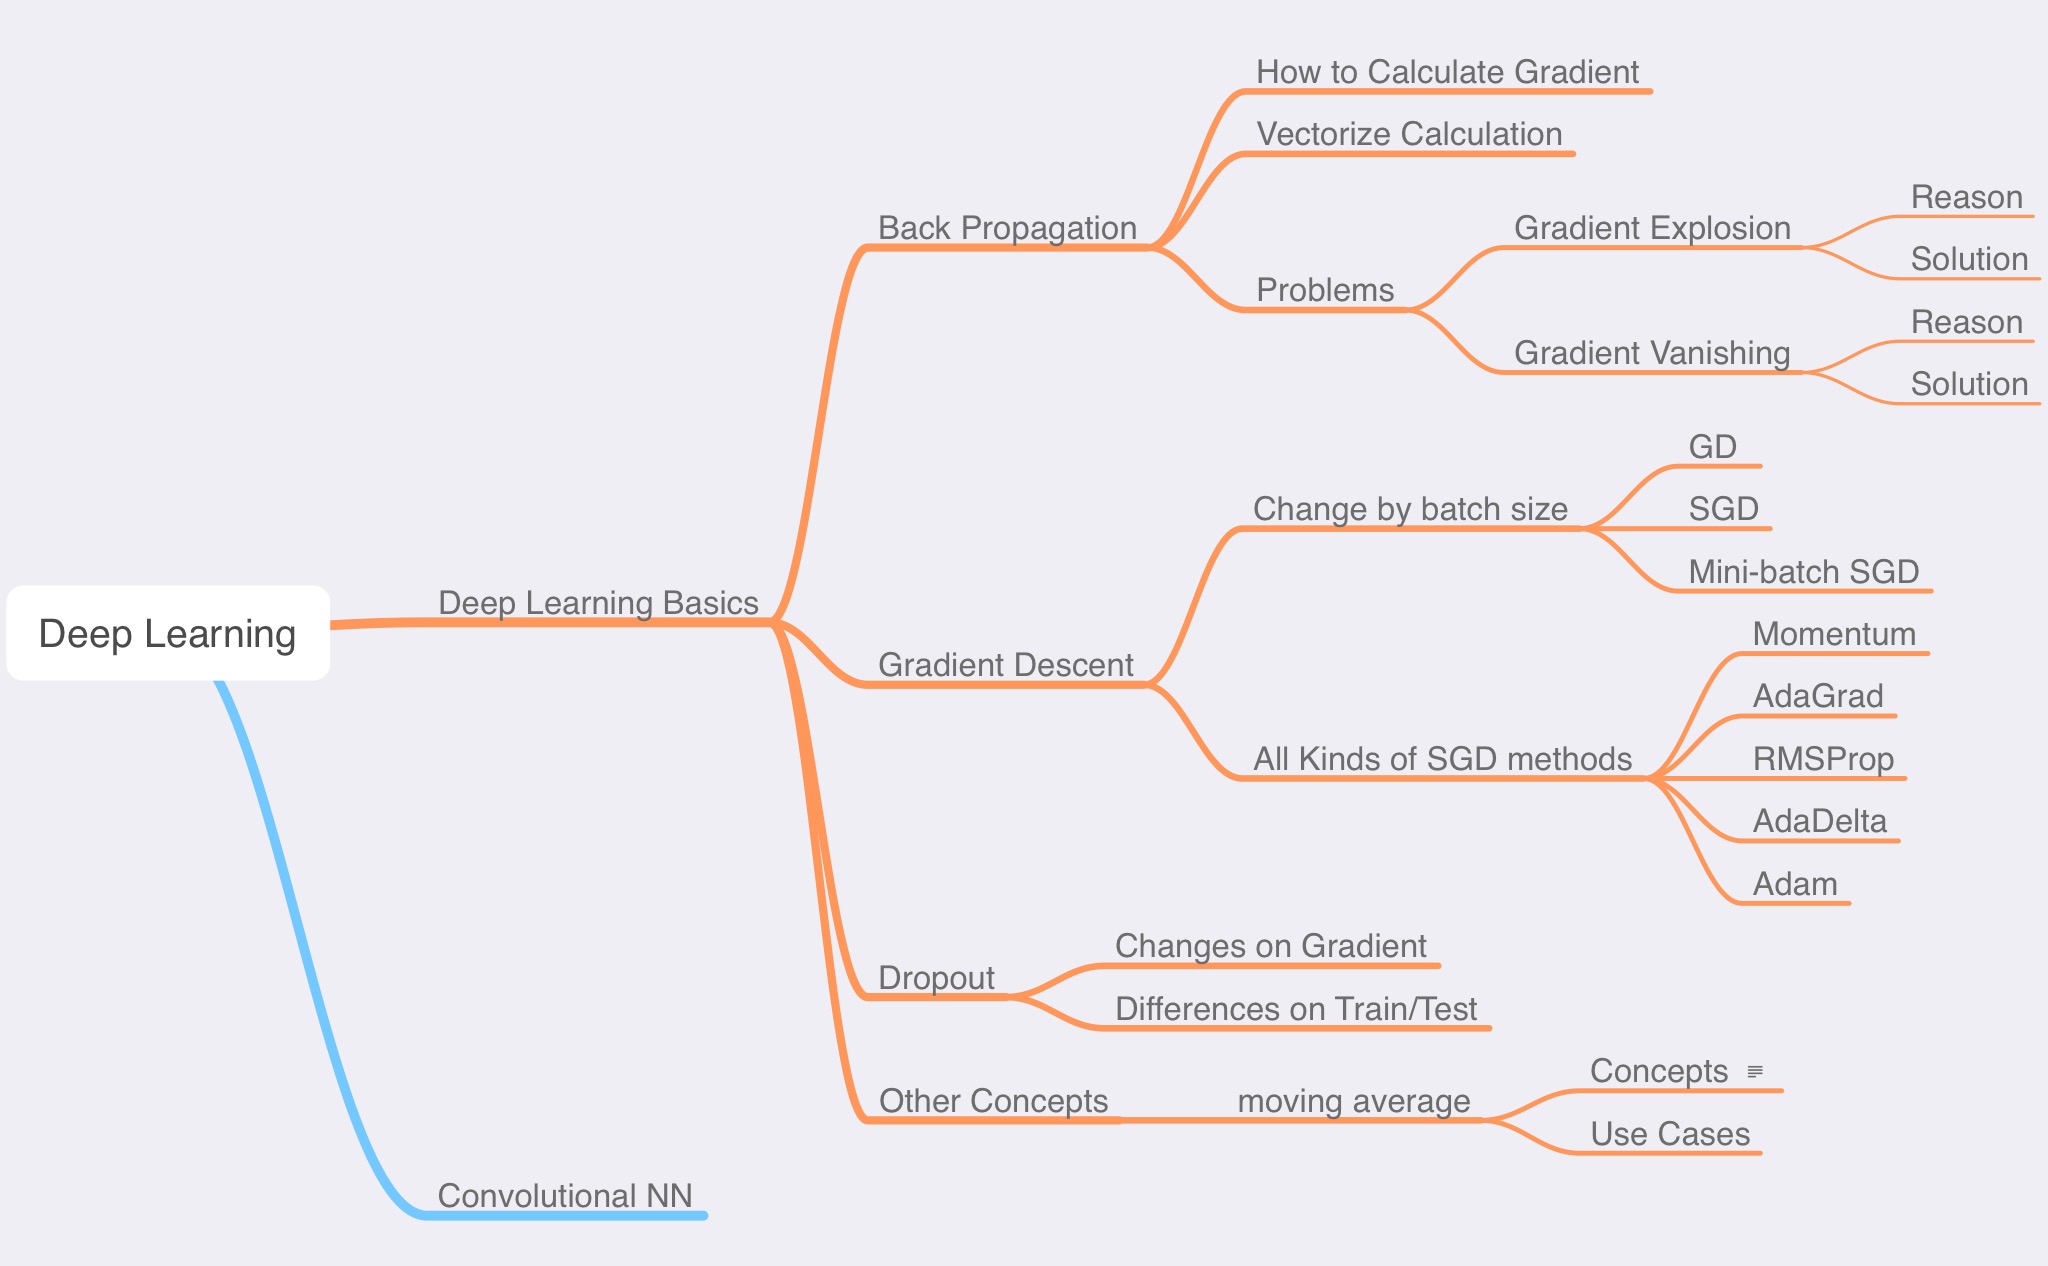 Deep Learning
Deep Learning Basics
Back Propagation
How to Calculate Gradient
Vectorize Calculation
Problems
Gradient Explosion
Reason
Solution
Gradient Vanishing
Reason
Solution
Gradient Descent
Change by batch size
GD
SGD
Mini-batch SGD
All Kinds of SGD methods
Momentum
AdaGrad
RMSProp
AdaDelta
Adam
Dropout
Changes on Gradient
Differences on Train/Test
Other Concepts
moving average
Concepts
Use Cases
Convolutional NN